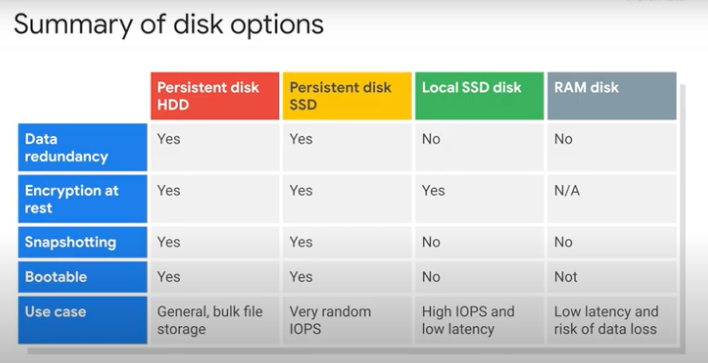 Summary of disk options
Persistent disk
HDD
Persistent disk
SSD
Local SSD disk
RAM disk
Data
redundancy
Yes
Yes
No
No
Encryption at
rest
Yes
Yes
Yes
N/A
Snapshotting
Yes
Yes
No
No
Bootable
Yes
Yes
No
Not
Use case
General, bulk file
storage
Very random
IOPS
High IOPS and
low latency
Low latency and
risk of data loss